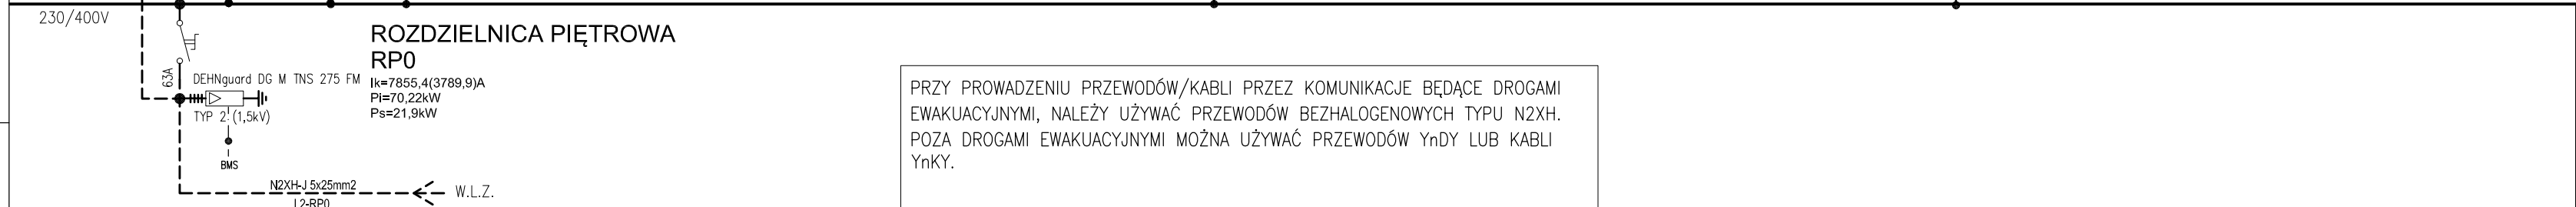 230/400V
ROZDZIELNICA PIĘTROWA
RP0
Ik=7855,4(3789,9)A
Pi=70,22kW
Ps=21,9kW
63A
DEHNguard DG M TNS 275 FM
TYP 2 (1,5kV)
BMS
N2XH-J 5x25mm2
L2-RP0
W.L.Z.
PRZY PROWADZENIU PRZEWODÓW/KABLI PRZEZ KOMUNIKACJE BĘDĄCE DROGAMI
EWAKUACYJNYMI, NALEŻY UŻYWAĆ PRZEWODÓW BEZHALOGENOWYCH TYPU N2XH.
POZA DROGAMI EWAKUACYJNYMI MOŻNA UŻYWAĆ PRZEWODÓW YnDY LUB KABLI
YnKY.